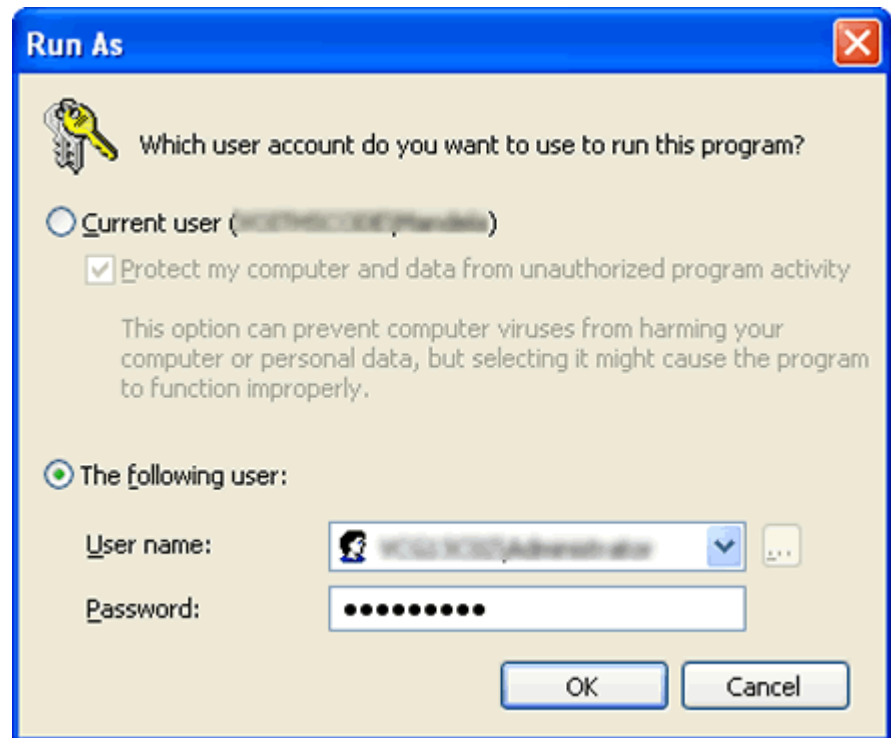 Run As
Which user account do you want to use to run this program?
Current user ( )
Protect my computer and data from unauthorized program activity
This option can prevent computer viruses from harming your
computer or personal data, but selecting it might cause the program
to function improperly.
The following user:
User name:
...
Password:
OK Cancel